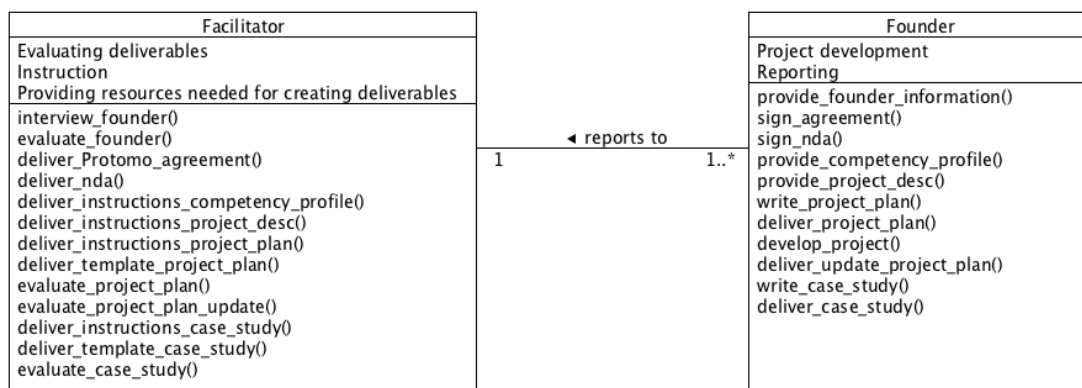 Facilitator
Evaluating deliverables
Instruction
Providing resources needed for creating deliverables
interview_founder()
evaluate_founder()
deliver_Protomo_agreement()
deliver_nda()
deliver_instructions_competency_profile()
deliver_instructions_project_desc()
deliver_instructions_project_plan()
deliver_template_project_plan()
evaluate_project_plan()
evaluate_project_plan_update()
deliver_instructions_case_study()
deliver_template_case_study()
evaluate_case_study()
◄ reports to
1
1..*
Founder
Project development
Reporting
provide_founder_information()
sign_agreement()
sign_nda()
provide_competency_profile()
provide_project_desc()
write_project_plan()
deliver_project_plan()
develop_project()
deliver_update_project_plan()
write_case_study()
deliver_case_study()